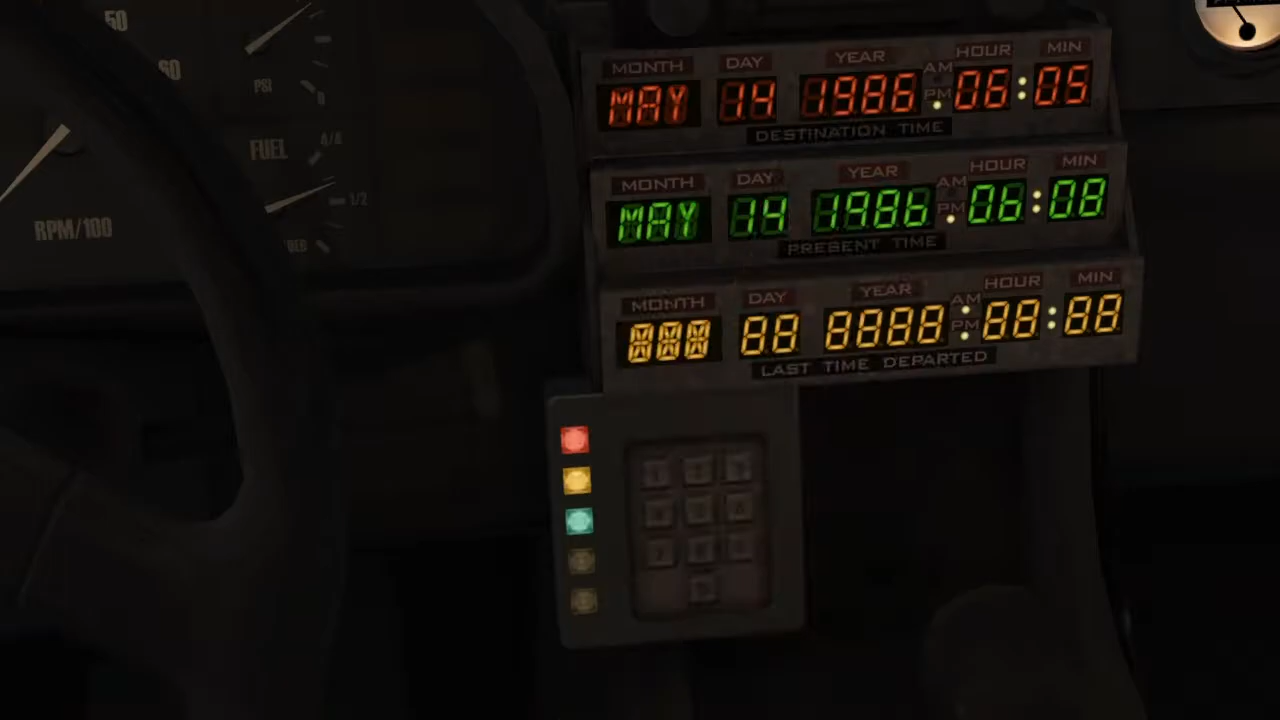 50
60
PSI
0
FUEL
A/A
1/2
RPM/100
MONTH DAY YEAR AM PM HOUR MIN
MAY 14 1986 06:05
DESTINATION TIME
MONTH DAY YEAR AM PM HOUR MIN
MAY 14 1986 06:08
PRESENT TIME
MONTH DAY YEAR AM PM HOUR MIN
88 8888 88:88
LAST TIME DEPARTED